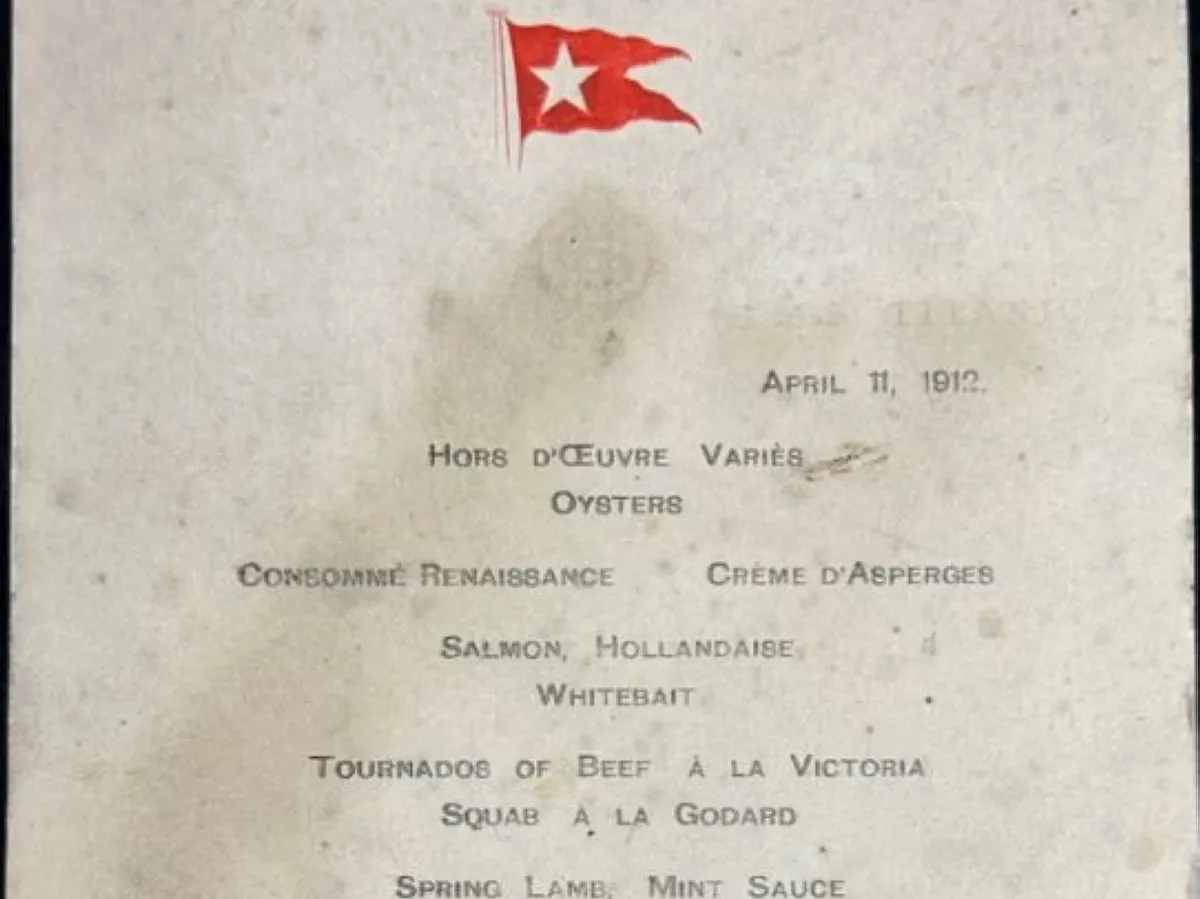 APRIL 11, 1912.
HORS D'ŒUVRE VARIÈS
OYSTERS
CONSOMMÉ RENAISSANCE CRÈME D'ASPERGES
SALMON, HOLLANDAISE
WHITEBAIT
TOURNADOS OF BEEF À LA VICTORIA
SQUAB À LA GODARD
SPRING LAMB, MINT SAUCE